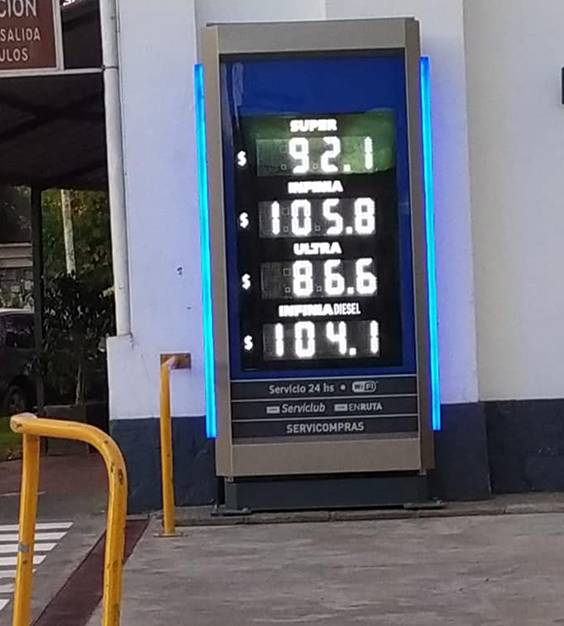 CION
SALIDA
ULOS
SUPER
$ 92.1
INFINIA
$ 105.8
ULTRA
$ 86.6
INFINIA DIESEL
$ 104.1
Servicio 24 hs • WiFi
Serviclub ENRUTA
SERVICOMPRAS